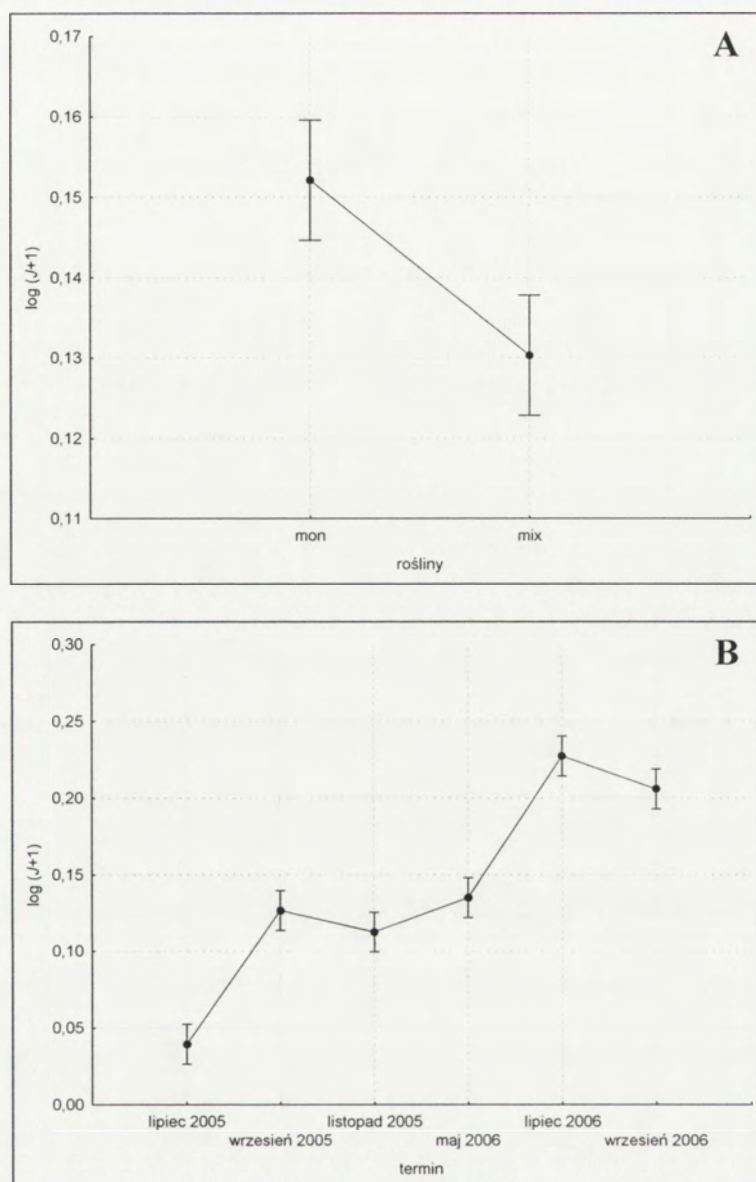 A
0,17
0,16
0,15
0,14
0,13
0,12
0,11
log (J+1)
mon
mix
rośliny
B
0,30
0,25
0,20
0,15
0,10
0,05
0,00
log (J+1)
lipiec 2005
listopad 2005
lipiec 2006
wrzesień 2005
maj 2006
wrzesień 2006
termin